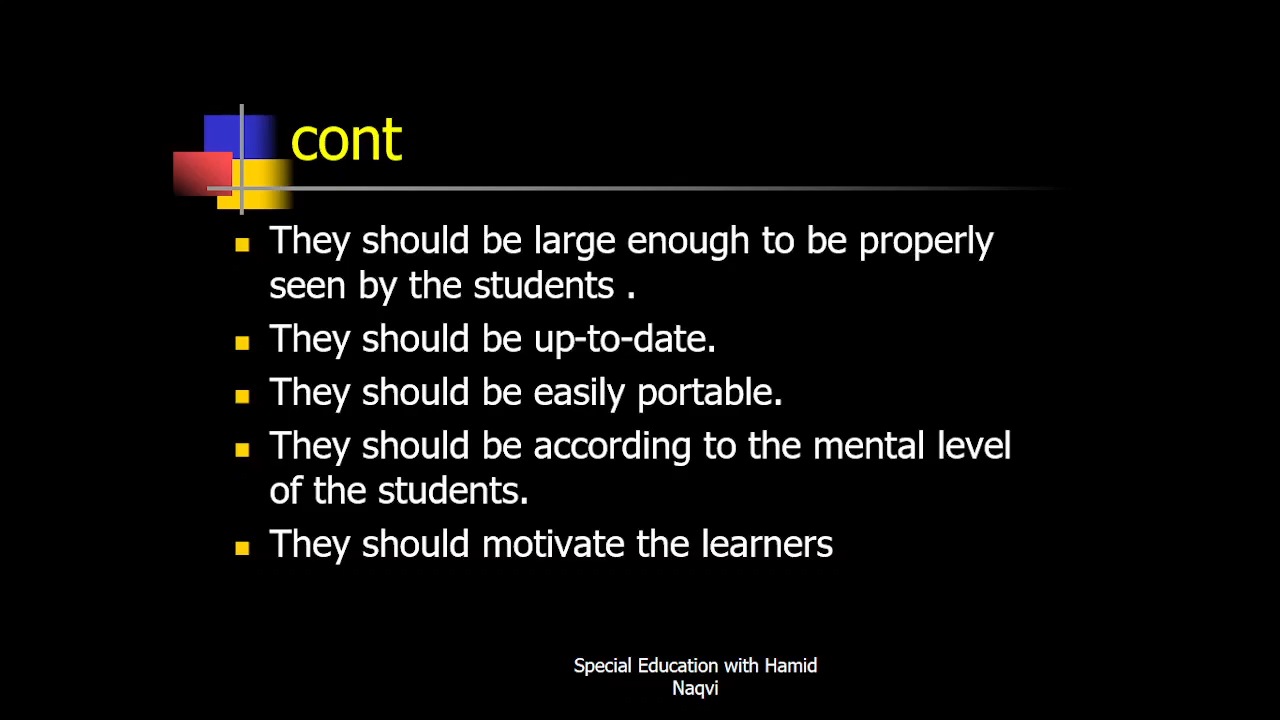 cont
They should be large enough to be properly
seen by the students .
They should be up-to-date.
They should be easily portable.
They should be according to the mental level
of the students.
They should motivate the learners
Special Education with Hamid
Naqvi